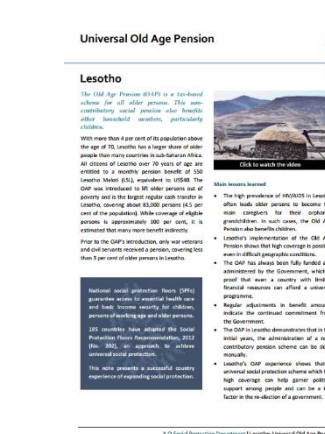 Universal Old Age Pension
Lesotho
The Old Age Pension (OAP) is a tax-based
scheme for all older persons. This non-
contributory social pension also benefits
other household members, particularly
children.
With more than 4 per cent of its population above
the age of 70, Lesotho has a larger share of older
people than many countries in sub-Saharan Africa.
All citizens of Lesotho over 70 years of age are
entitled to a monthly pension benefit of 550
Lesotho Maloti (LSL), equivalent to US$40. The
OAP was introduced to lift older persons out of
poverty and is the largest regular cash transfer in
Lesotho, covering about 83,000 persons (4.5 per
cent of the population). While coverage of eligible
persons is approximately 100 per cent, it is
estimated that many more benefit indirectly.
Prior to the OAP's introduction, only war veterans
and civil servants received a pension, covering less
than 3 per cent of older persons in Lesotho.
National social protection floors (SPFs)
guarantee access to essential health care
and basic income security for children,
persons of working age and older persons.
185 countries have adopted the Social
Protection Floors Recommendation, 2012
(No. 202), an approach to achieve
universal social protection.
This note presents a successful country
experience of expanding social protection.
Click to watch the video
Main lessons learned
• The high prevalence of HIV/AIDS in Lesot
often leads older persons to become t
main caregivers for their orphan
grandchildren. In such cases, the Old A
Pension also benefits children.
• Lesotho's implementation of the Old A
Pension shows that high coverage is possib
even in difficult geographic conditions.
• The OAP has always been fully funded a
administered by the Government, which
proof that even a country with limit
financial resources can afford a univer
programme.
• Regular adjustments in benefit amoun
indicate the continued commitment fro
the Government.
• The OAP in Lesotho demonstrates that in t
initial years, the administration of a no
contributory pension scheme can be do
manually.
• Lesotho's OAP experience shows that
universal social protection scheme which h
high coverage can help garner politic
support among people and can be a k
factor in the re-election of a government.